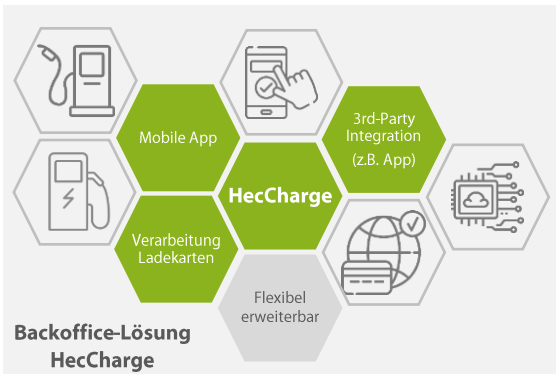 Mobile App
3rd-Party
Integration
(z.B. App)
HecCharge
Verarbeitung
Ladekarten
Flexibel
erweiterbar
Backoffice-Lösung
HecCharge